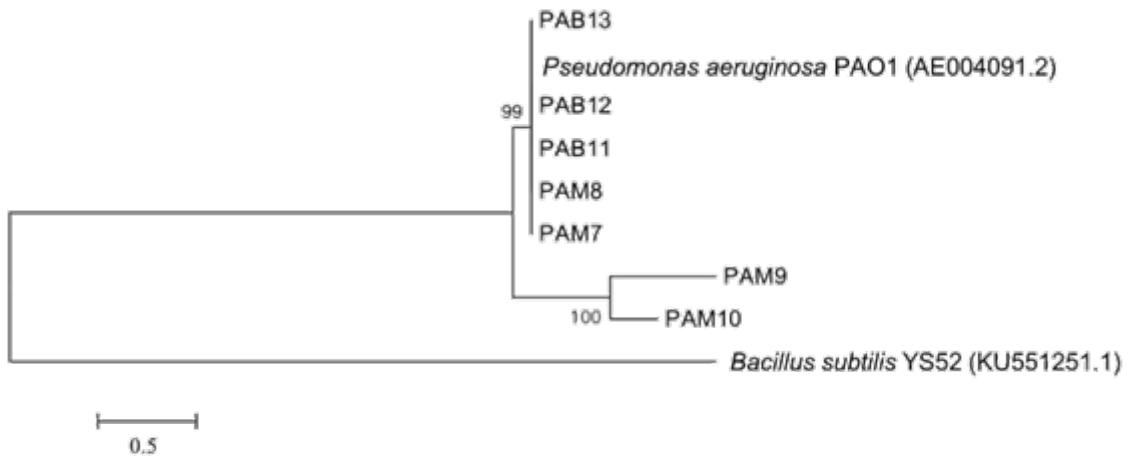 PAB13
Pseudomonas aeruginosa PAO1 (AE004091.2)
99
PAB12
PAB11
PAM8
PAM7
PAM9
100
PAM10
Bacillus subtilis YS52 (KU551251.1)
0.5